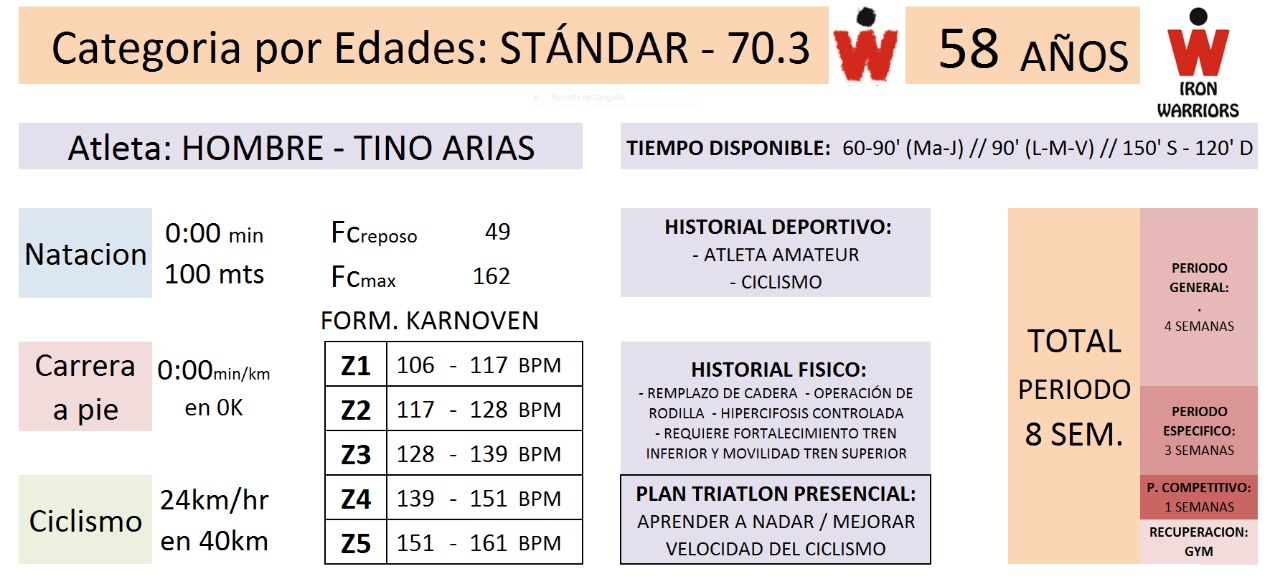 Categoria por Edades: STÁNDAR - 70.3
58 AÑOS
IRON
WARRIORS
Recorte rectangular
Atleta: HOMBRE - TINO ARIAS
TIEMPO DISPONIBLE: 60-90' (Ma-J) // 90' (L-M-V) // 150' S - 120' D
Natacion
0:00 min
100 mts
Fcreposo 49
Fcmax 162
FORM. KARNOVEN
Z1 106 - 117 BPM
Z2 117 - 128 BPM
Z3 128 - 139 BPM
Z4 139 - 151 BPM
Z5 151 - 161 BPM
Carrera
a pie
0:00min/km
en 0K
Ciclismo
24km/hr
en 40km
HISTORIAL DEPORTIVO:
- ATLETA AMATEUR
- CICLISMO
HISTORIAL FISICO:
- REMPLAZO DE CADERA - OPERACIÓN DE
RODILLA - HIPERCIFOSIS CONTROLADA
- REQUIERE FORTALECIMIENTO TREN
INFERIOR Y MOVILIDAD TREN SUPERIOR
PLAN TRIATLON PRESENCIAL:
APRENDER A NADAR / MEJORAR
VELOCIDAD DEL CICLISMO
TOTAL
PERIODO
8 SEM.
PERIODO
GENERAL:
.
4 SEMANAS
PERIODO
ESPECIFICO:
3 SEMANAS
P. COMPETITIVO:
1 SEMANAS
RECUPERACION:
GYM